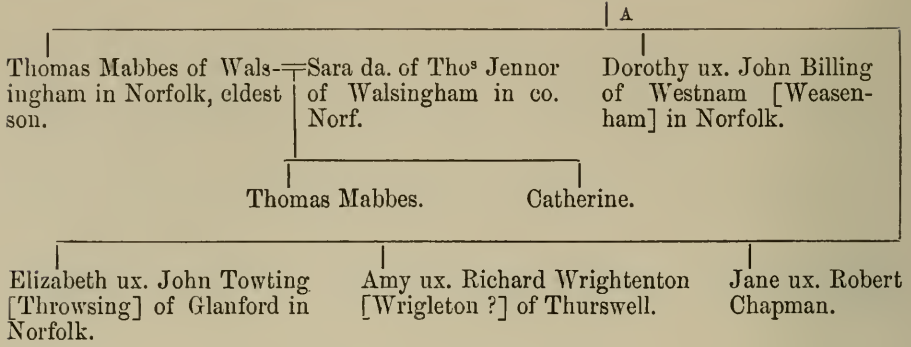 A
Thomas Mabbes of Wals-
ingham in Norfolk, eldest
son.
Sara da. of Thoˢ Jennor
of Walsingham in co.
Norf.
Dorothy ux. John Billing
of Westnam [Weasen-
ham] in Norfolk.
Thomas Mabbes.
Catherine.
Elizabeth ux. John Towting
[Throwsing] of Glanford in
Norfolk.
Amy ux. Richard Wrightenton
[Wrigleton ?] of Thurswell.
Jane ux. Robert
Chapman.